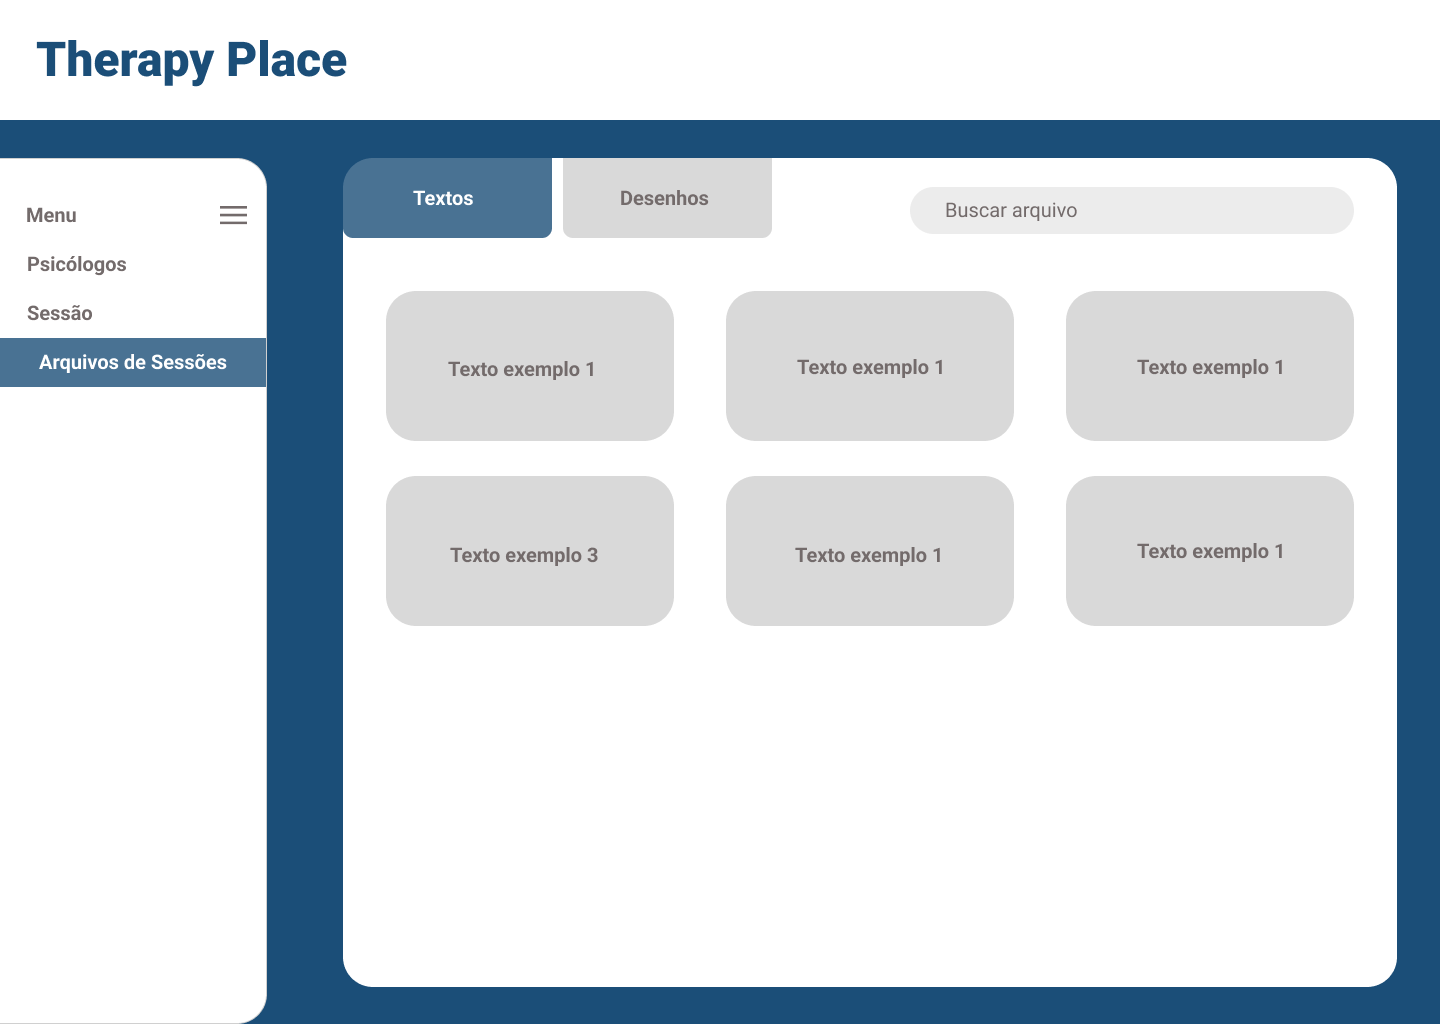 Therapy Place
Menu
Psicólogos
Sessão
Arquivos de Sessões
Textos
Desenhos
Buscar arquivo
Texto exemplo 1
Texto exemplo 1
Texto exemplo 1
Texto exemplo 3
Texto exemplo 1
Texto exemplo 1